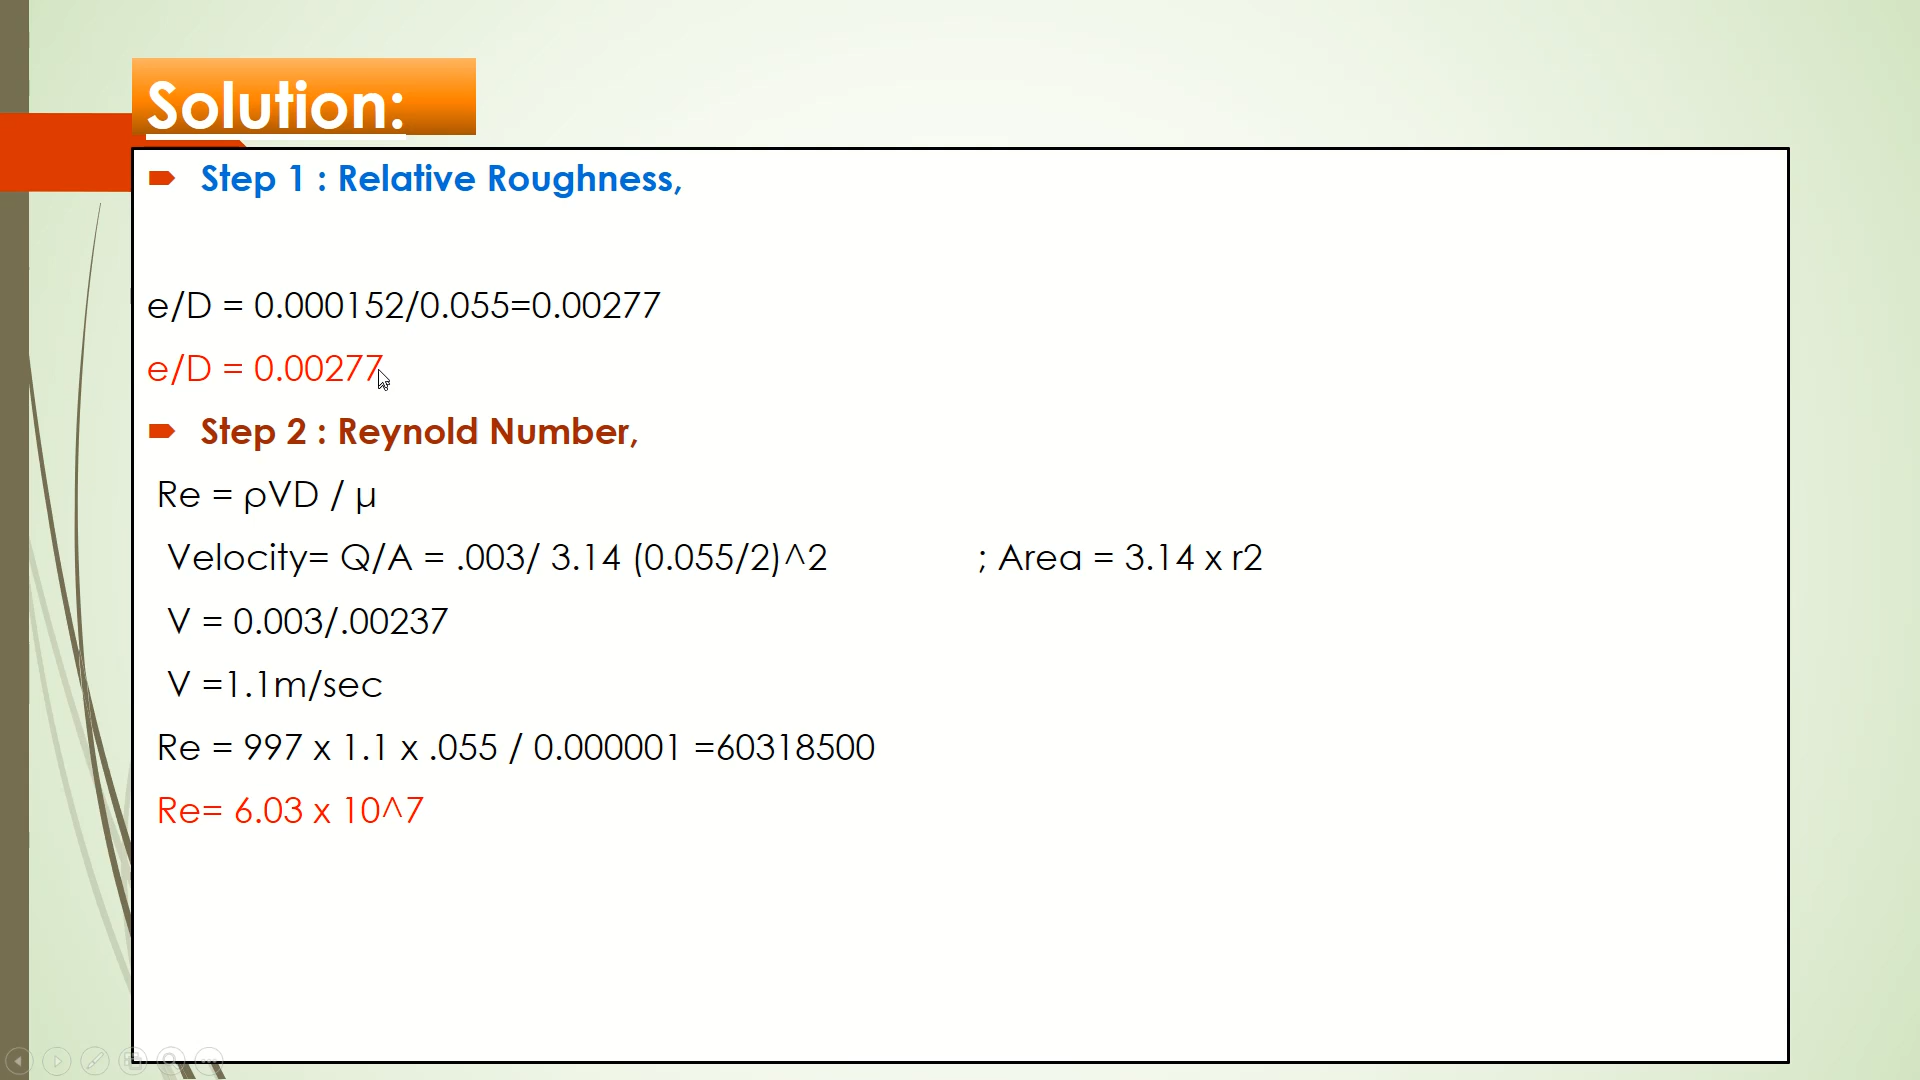 Solution:
Step 1 : Relative Roughness,
e/D = 0.000152/0.055=0.00277
e/D = 0.00277
Step 2 : Reynold Number,
Re = ρVD / µ
Velocity= Q/A = .003/ 3.14 (0.055/2)^2 ; Area = 3.14 x r2
V = 0.003/.00237
V =1.1m/sec
Re = 997 x 1.1 x .055 / 0.000001 =60318500
Re= 6.03 x 10^7